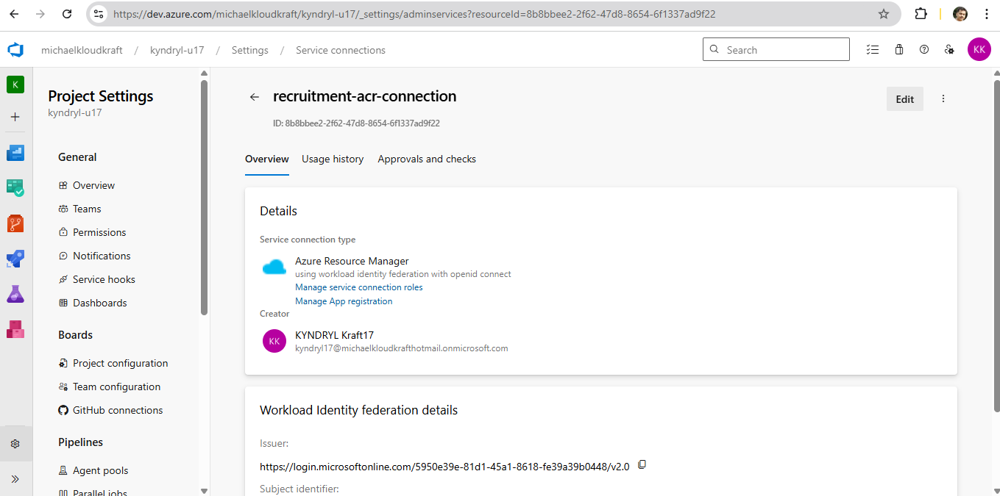 https://dev.azure.com/michaelkloudkraft/kyndryl-u17/_settings/adminservices?resourceId=8b8bbee2-2f62-47d8-8654-6f1337ad9f22
michaelkloudkraft / kyndryl-u17 / Settings / Service connections
Search
KK
K
Project Settings
kyndryl-u17
General
Overview
Teams
Permissions
Notifications
Service hooks
Dashboards
Boards
Project configuration
Team configuration
GitHub connections
Pipelines
Agent pools
Parallel jobs
recruitment-acr-connection
Edit
ID: 8b8bbee2-2f62-47d8-8654-6f1337ad9f22
Overview Usage history Approvals and checks
Details
Service connection type
Azure Resource Manager
using workload identity federation with openid connect
Manage service connection roles
Manage App registration
Creator
KK
KYNDRYL Kraft17
kyndryl17@michaelkloudkrafthotmail.onmicrosoft.com
Workload Identity federation details
Issuer:
https://login.microsoftonline.com/5950e39e-81d1-45a1-8618-fe39a39b0448/v2.0
Subject identifier: